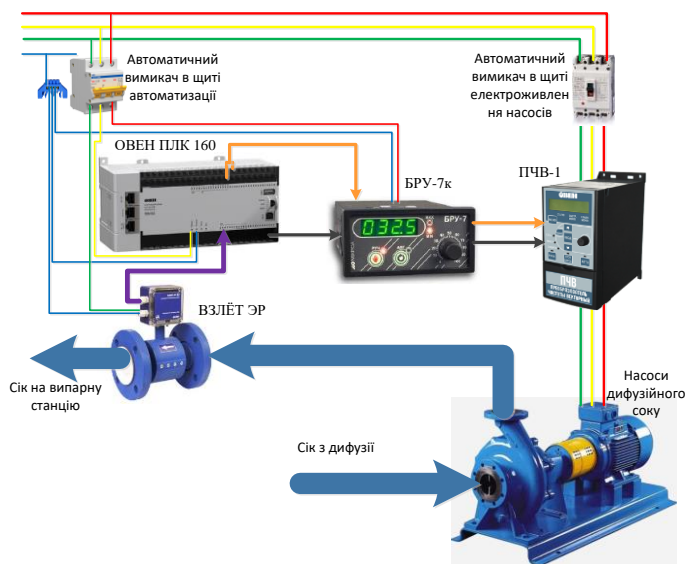 Автоматичний
вимикач в щиті
автоматизації
Автоматичний
вимикач в щиті
електроживлен
ня насосів
ОВЕН ПЛК 160
БРУ-7к
ПЧВ-1
032.5
БРУ-7
ПЧВ
ВЗЛЁТ ЭР
Сік на випарну
станцію
Насоси
дифузійного
соку
Сік з дифузії